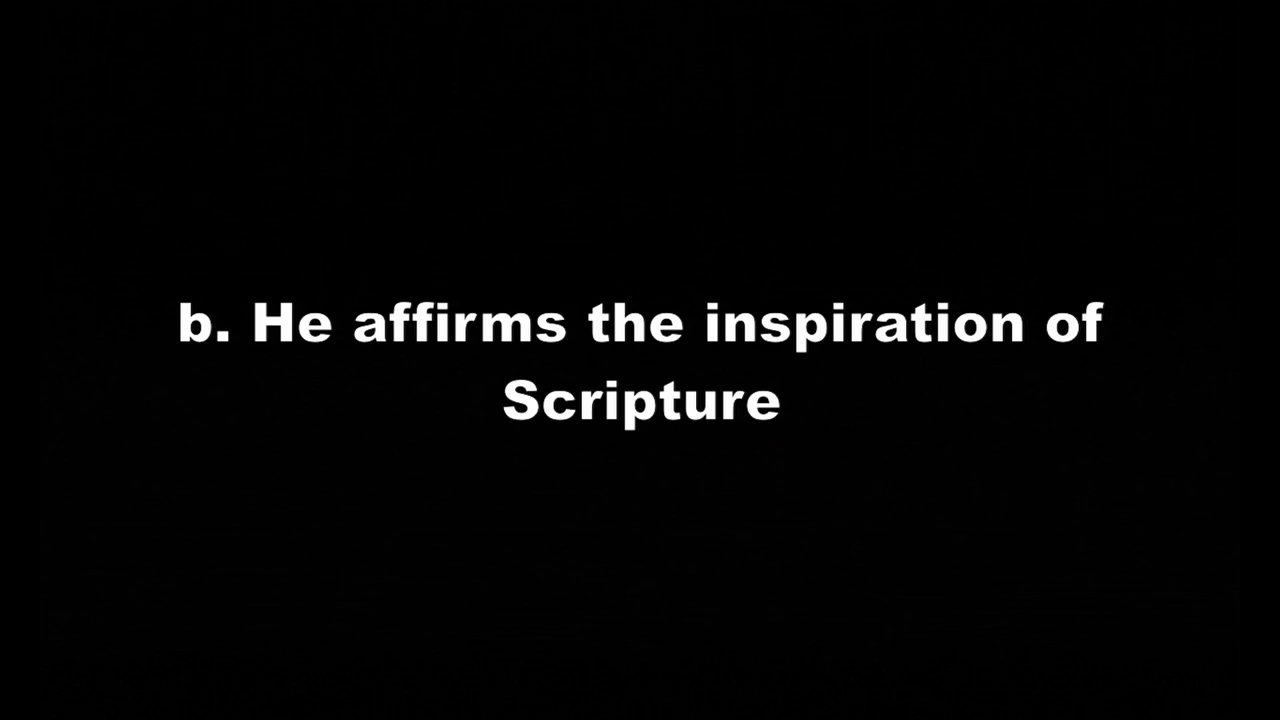 b. He affirms the inspiration of
Scripture